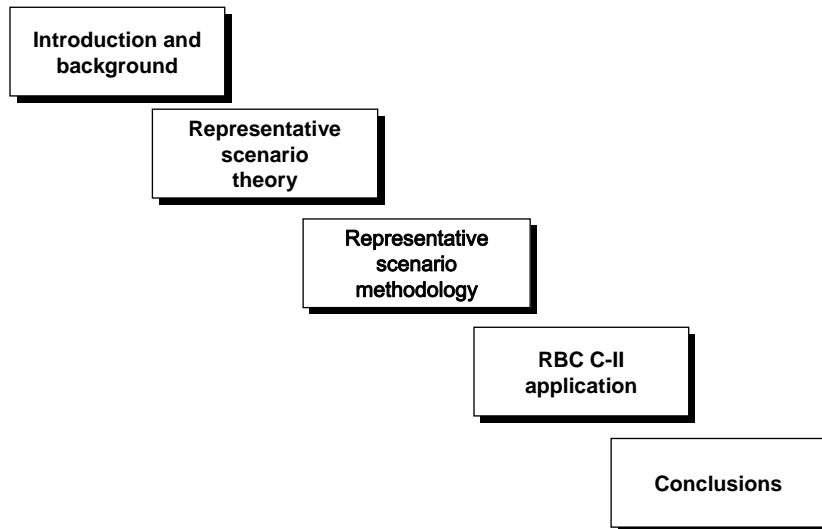 Introduction and
background
Representative
scenario
theory
Representative
scenario
methodology
RBC C-II
application
Conclusions